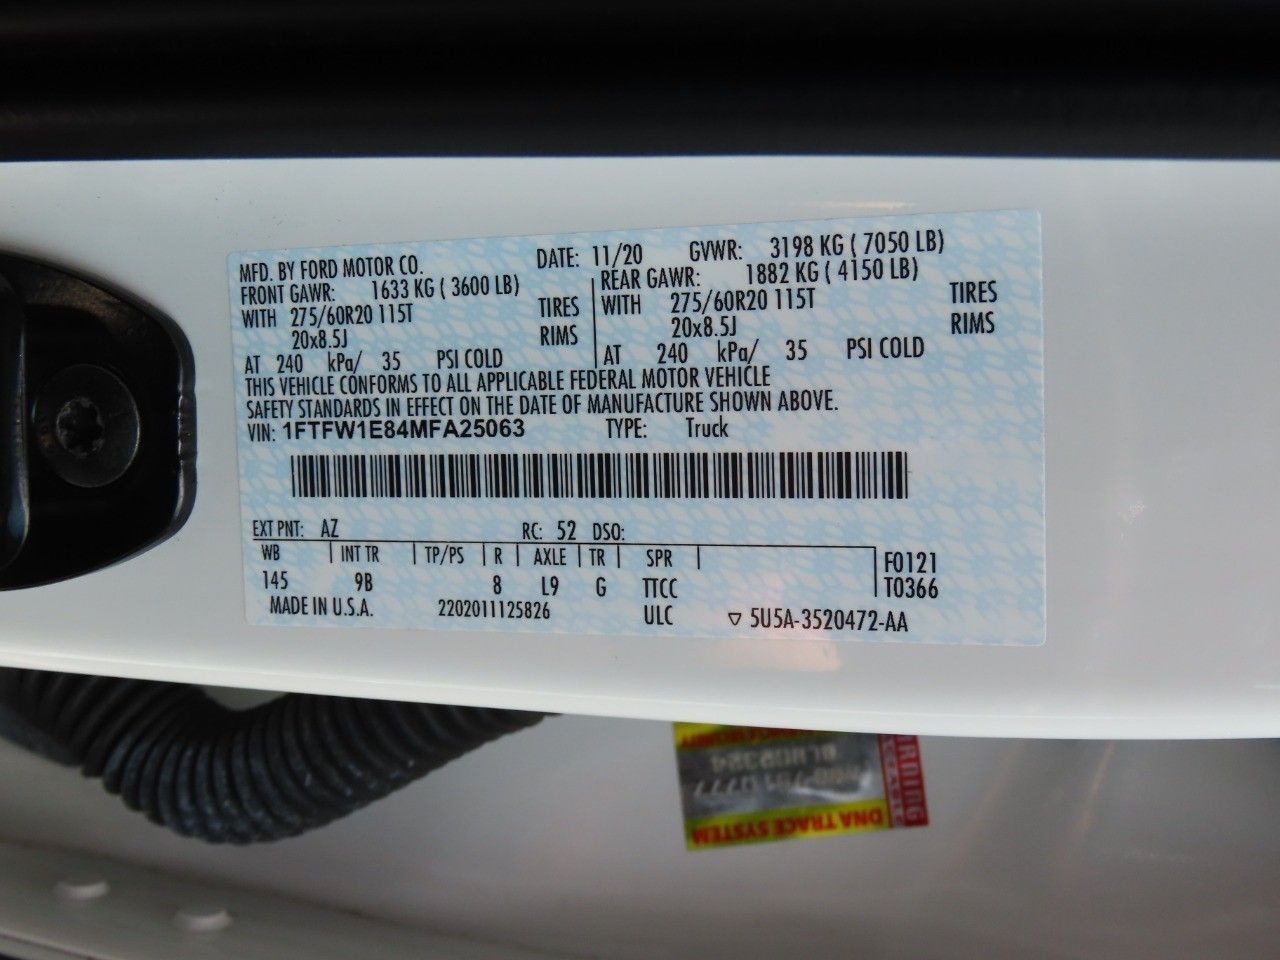 MFD. BY FORD MOTOR CO. DATE: 11/20 GVWR: 3198 KG ( 7050 LB)
FRONT GAWR: 1633 KG ( 3600 LB) REAR GAWR: 1882 KG ( 4150 LB)
WITH 275/60R20 115T TIRES WITH 275/60R20 115T TIRES
20x8.5J RIMS 20x8.5J RIMS
AT 240 kPa/ 35 PSI COLD AT 240 kPa/ 35 PSI COLD
THIS VEHICLE CONFORMS TO ALL APPLICABLE FEDERAL MOTOR VEHICLE
SAFETY STANDARDS IN EFFECT ON THE DATE OF MANUFACTURE SHOWN ABOVE.
VIN: 1FTFW1E84MFA25063 TYPE: Truck
EXT PNT: AZ RC: 52 DSO:
WB INT TR TP/PS R AXLE TR SPR F0121
145 9B 8 L9 G TTCC T0366
MADE IN U.S.A. 2202011125826 ULC ▽ 5U5A-3520472-AA
WARNING
DNA TRACE SYSTEM